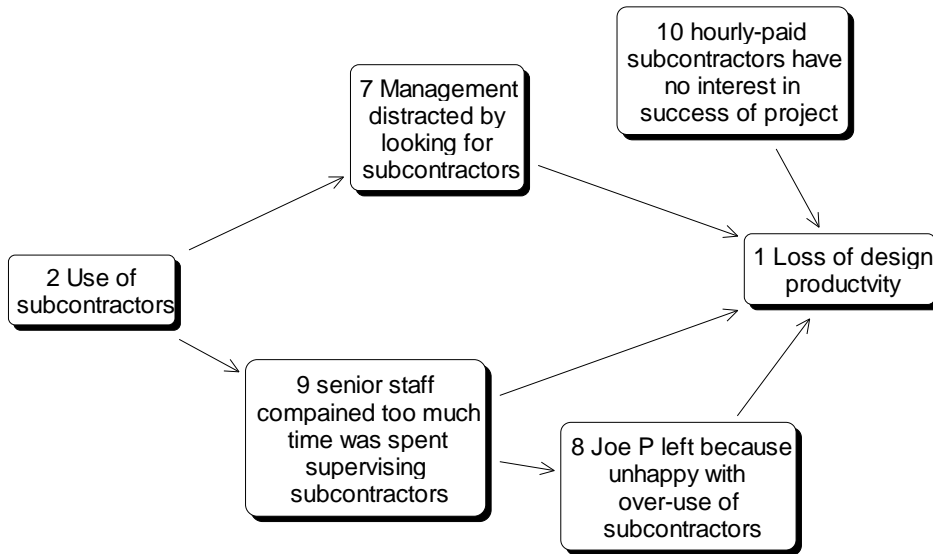 10 hourly-paid
subcontractors have
no interest in
success of project
7 Management
distracted by
looking for
subcontractors
1 Loss of design
productvity
2 Use of
subcontractors
9 senior staff
compained too much
time was spent
supervising
subcontractors
8 Joe P left because
unhappy with
over-use of
subcontractors